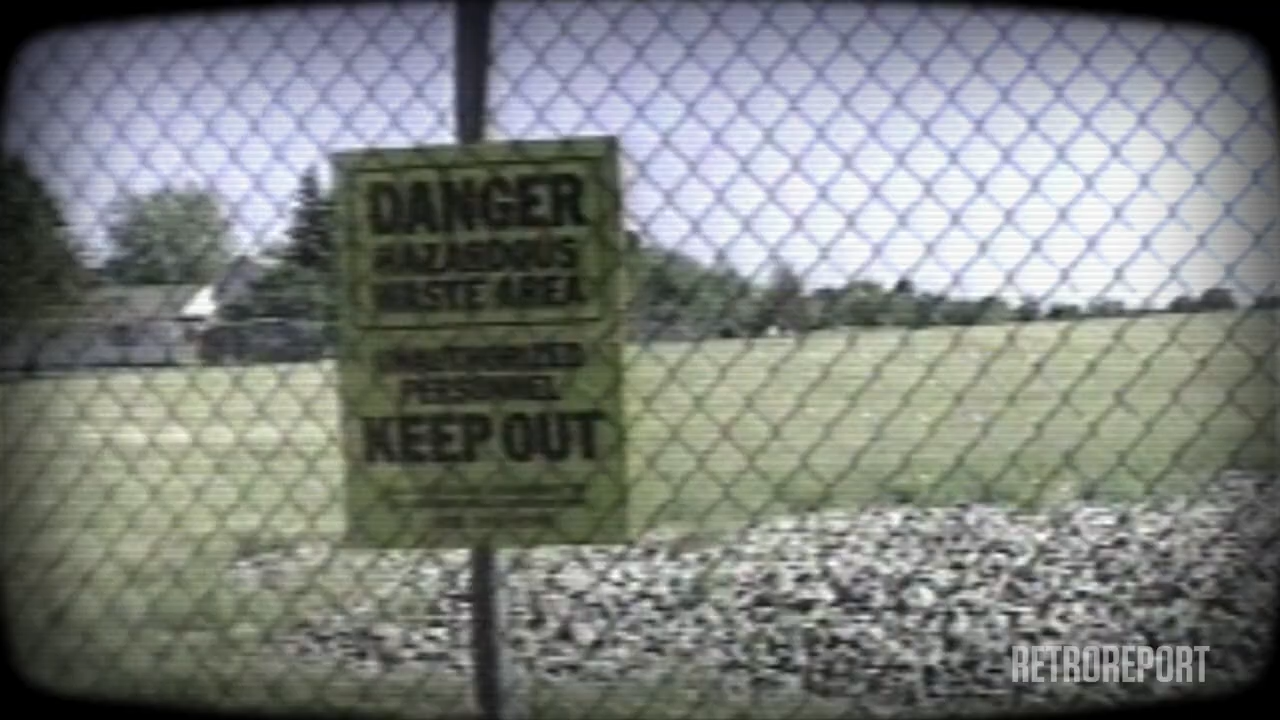 DANGER
HAZARDOUS
WASTE AREA
UNAUTHORIZED
PERSONNEL
KEEP OUT
RETROREPORT